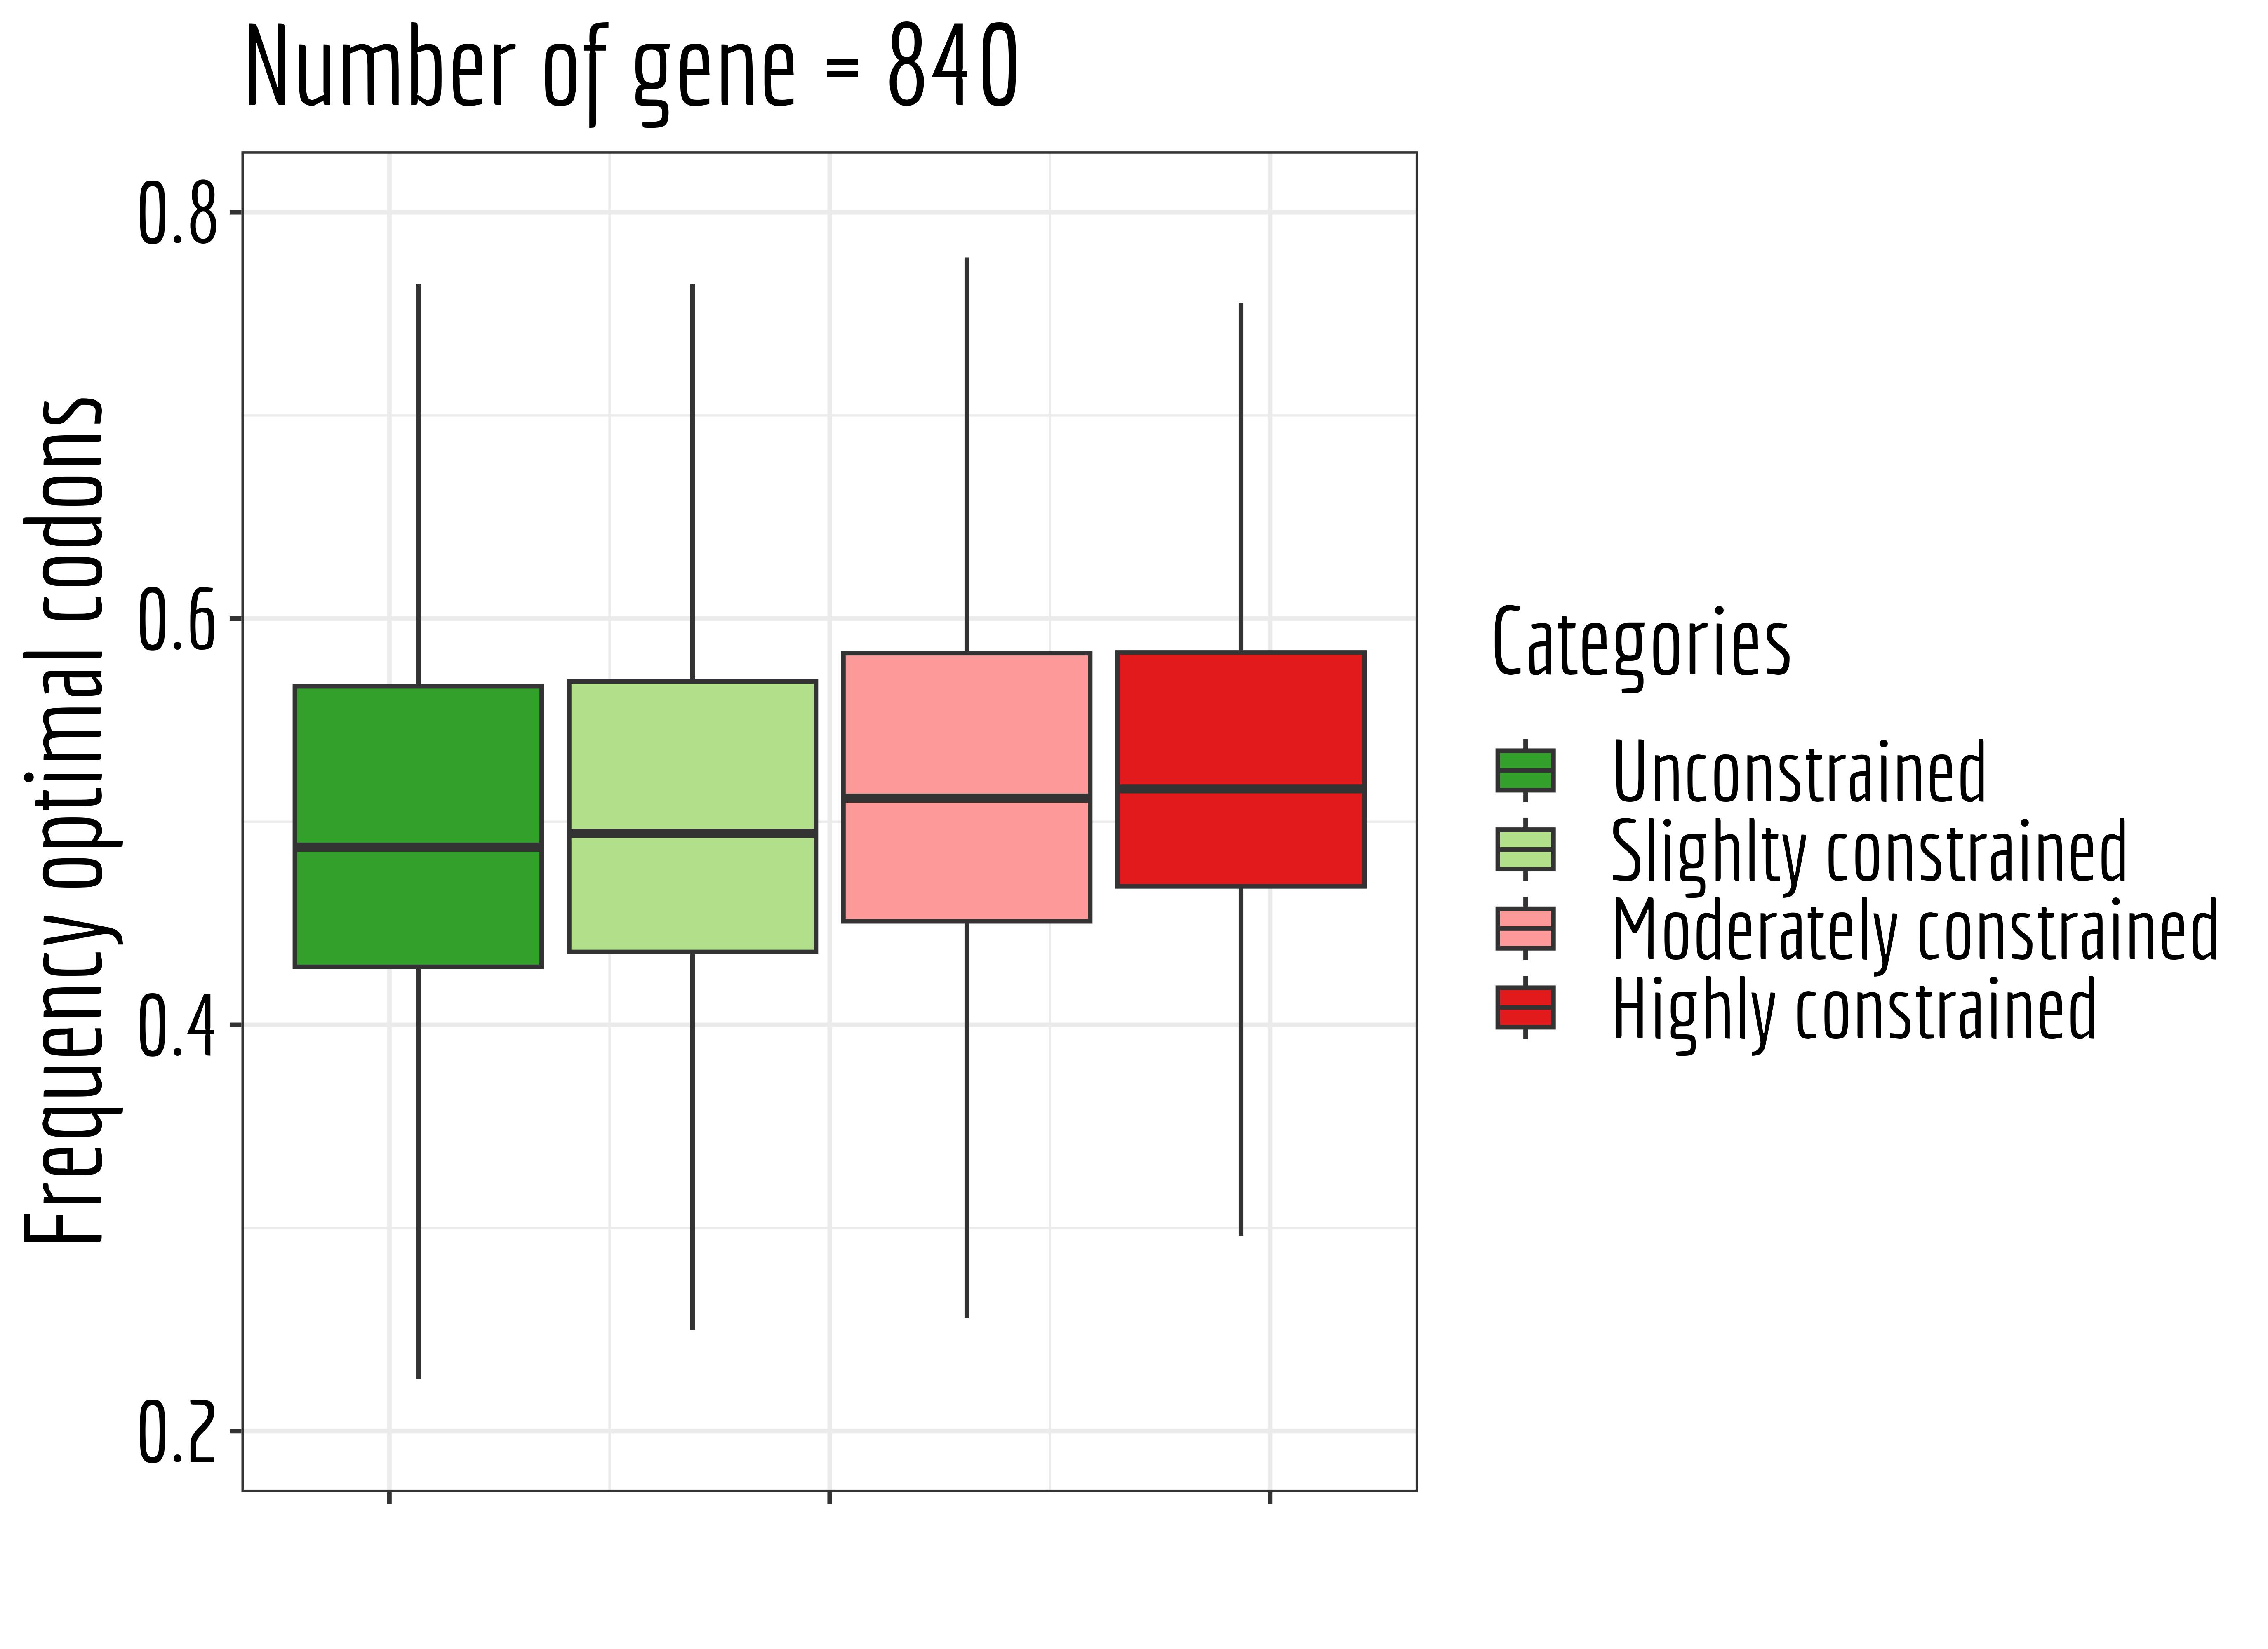 Number of gene = 840
Frequency optimal codons
0.8
0.6
0.4
0.2
Categories
Unconstrained
Slighlty constrained
Moderately constrained
Highly constrained